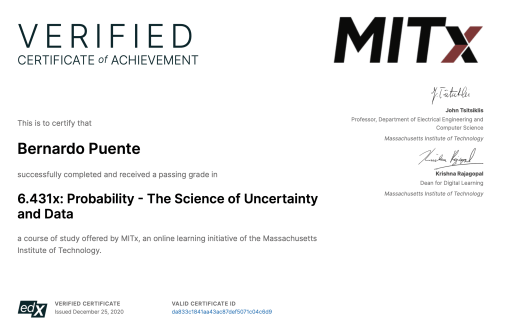 VERIFIED
CERTIFICATE of ACHIEVEMENT
MITx
John Tsitsiklis
Professor, Department of Electrical Engineering and
Computer Science
Massachusetts Institute of Technology
Krishna Rajagopal
Dean for Digital Learning
Massachusetts Institute of Technology
This is to certify that
Bernardo Puente
successfully completed and received a passing grade in
6.431x: Probability - The Science of Uncertainty
and Data
a course of study offered by MITx, an online learning initiative of the Massachusetts
Institute of Technology.
edX
VERIFIED CERTIFICATE
Issued December 25, 2020
VALID CERTIFICATE ID